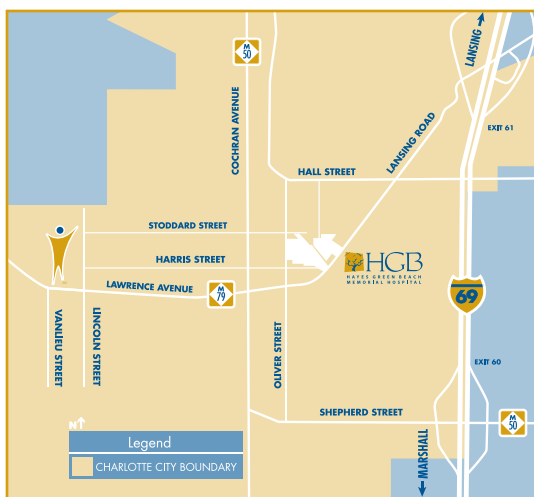 LANSING
M
50
COCHRAN AVENUE
LANSING ROAD
EXIT 61
HALL STREET
STODDARD STREET
HGB
HAYES GREEN BEACH
MEMORIAL HOSPITAL
HARRIS STREET
LAWRENCE AVENUE
M
79
69
VANLIEU STREET
LINCOLN STREET
OLIVER STREET
EXIT 60
SHEPHERD STREET
M
50
N
Legend
CHARLOTTE CITY BOUNDARY
MARSHALL